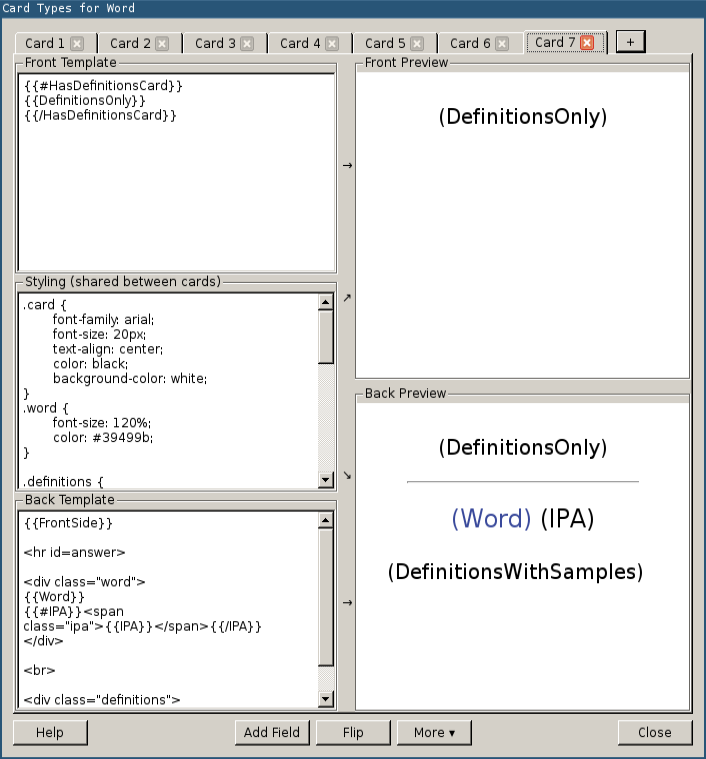 Card Types for Word
Card 1 Card 2 Card 3 Card 4 Card 5 Card 6 Card 7 +
Front Template
{{#HasDefinitionsCard}}
{{DefinitionsOnly}}
{{/HasDefinitionsCard}}
→
Front Preview
(DefinitionsOnly)
Styling (shared between cards)
.card {
font-family: arial;
font-size: 20px;
text-align: center;
color: black;
background-color: white;
}
.word {
font-size: 120%;
color: #39499b;
}
.definitions {
↗
↘
Back Template
{{FrontSide}}
<hr id=answer>
<div class="word">
{{Word}}
{{#IPA}}<span
class="ipa">{{IPA}}</span>{{/IPA}}
</div>
<br>
<div class="definitions">
→
Back Preview
(DefinitionsOnly)
(Word) (IPA)
(DefinitionsWithSamples)
Help Add Field Flip More ▾ Close